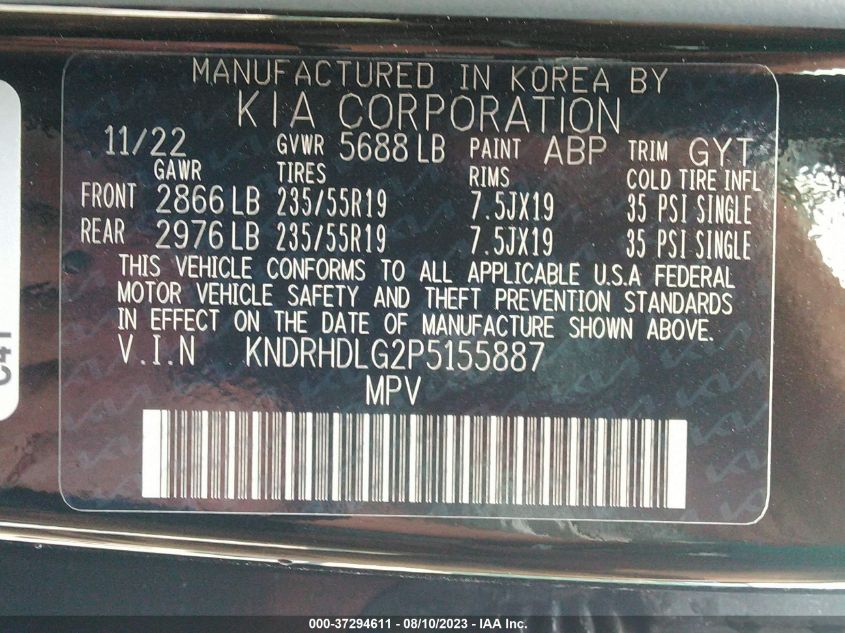 MANUFACTURED IN KOREA BY
KIA CORPORATION
11/22 GVWR 5688 LB PAINT ABP TRIM GYT
GAWR TIRES RIMS COLD TIRE INFL
FRONT 2866 LB 235/55R19 7.5JX19 35 PSI SINGLE
REAR 2976 LB 235/55R19 7.5JX19 35 PSI SINGLE
THIS VEHICLE CONFORMS TO ALL APPLICABLE U.S.A FEDERAL
MOTOR VEHICLE SAFETY AND THEFT PREVENTION STANDARDS
IN EFFECT ON THE DATE OF MANUFACTURE SHOWN ABOVE.
V.I.N KNDRHDLG2P5155887
MPV
000-37294611 - 08/10/2023 - IAA Inc.